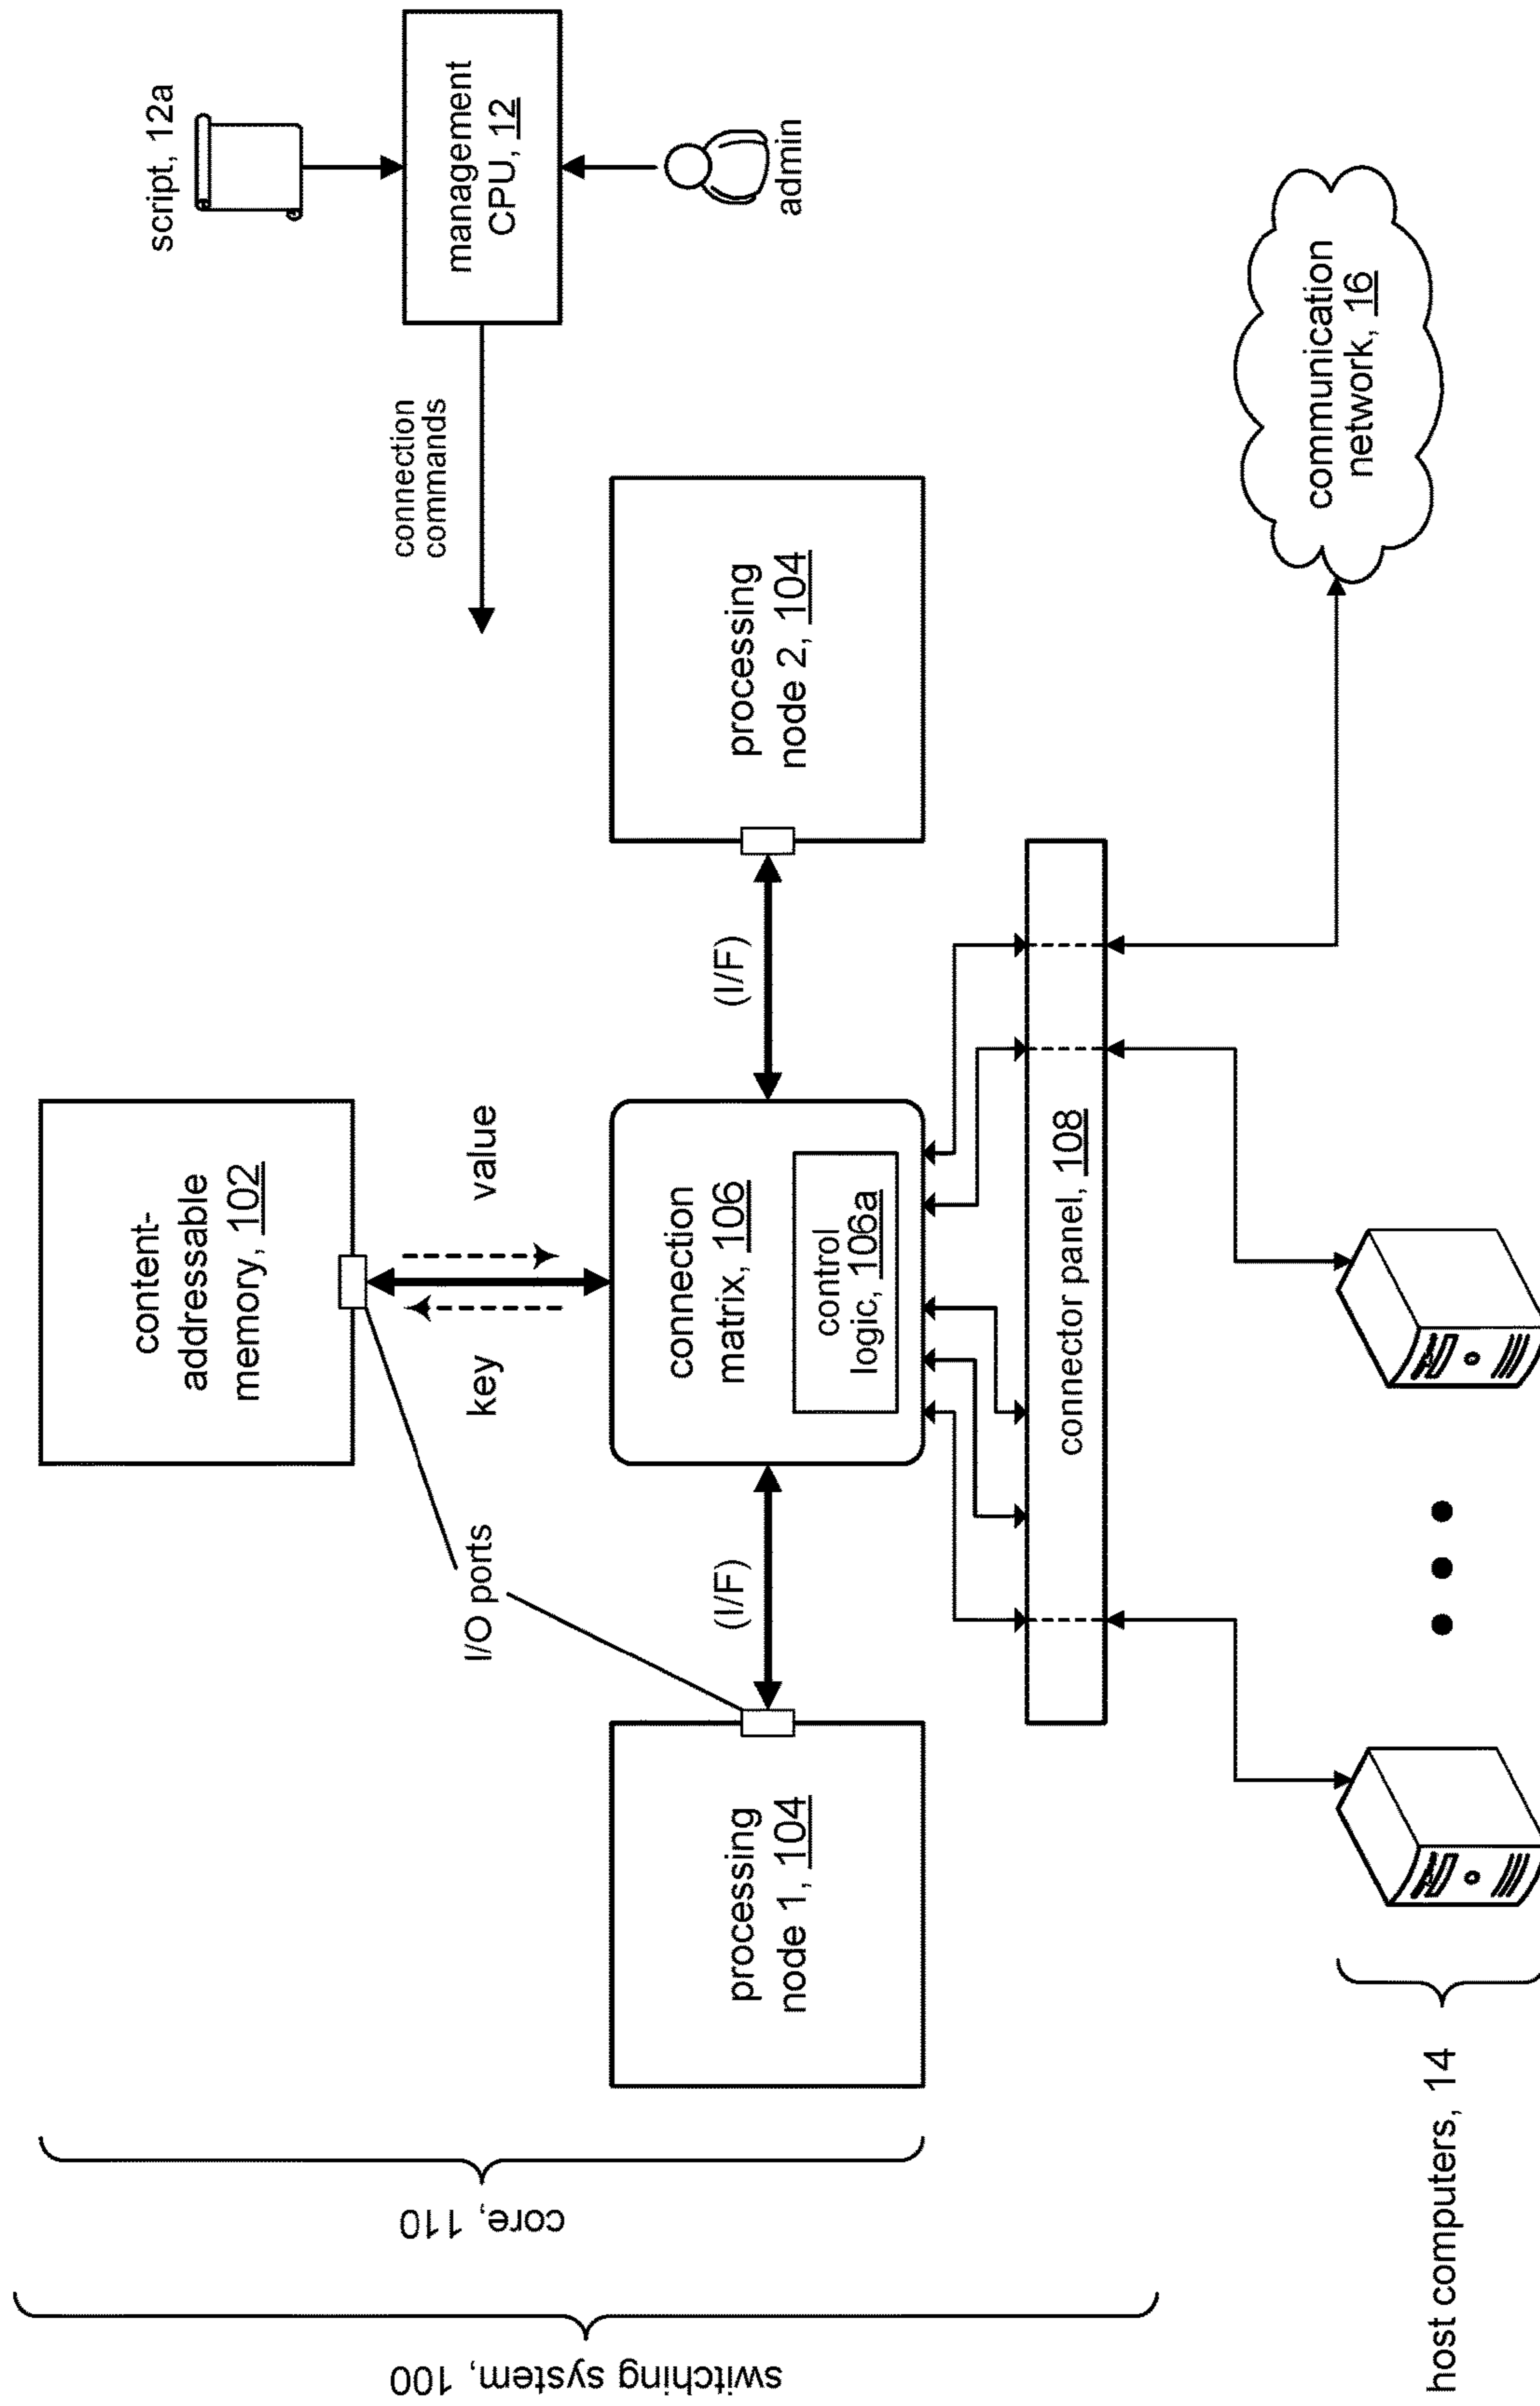 switching system, 100
core, 110
content-
addressable
memory, 102
script, 12a
management
CPU, 12
admin
connection
commands
I/O ports
key
value
processing
node 1, 104
(I/F)
connection
matrix, 106
control
logic, 106a
(I/F)
processing
node 2, 104
connector panel, 108
communication
network, 16
host computers, 14